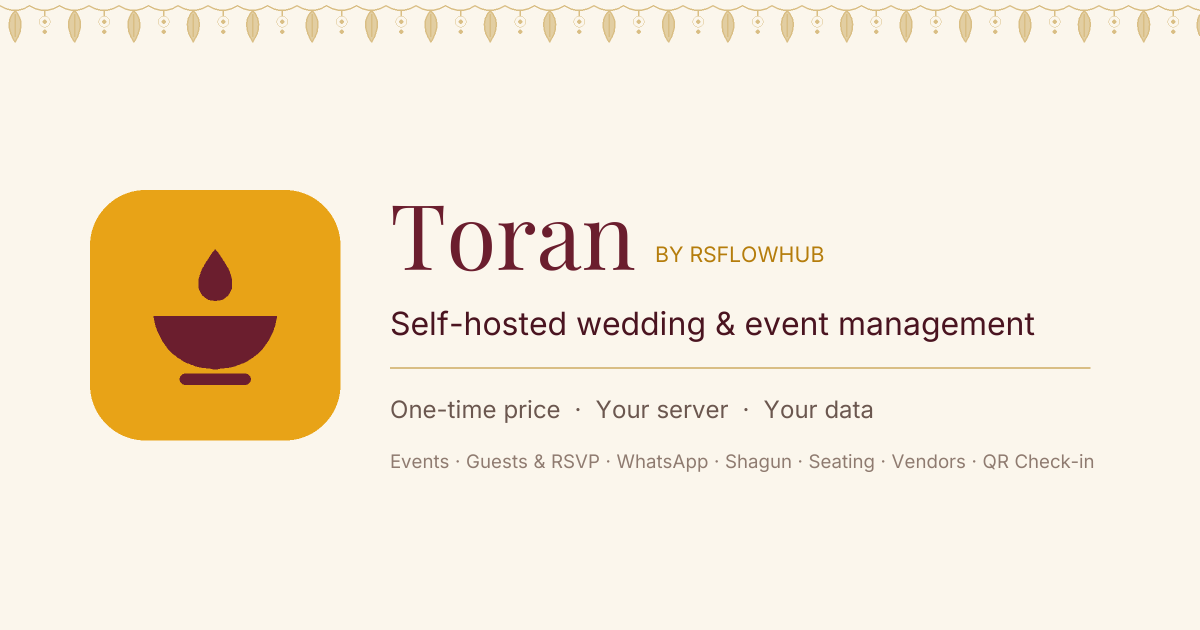 Toran BY RSFLOWHUB
Self-hosted wedding & event management
One-time price · Your server · Your data
Events · Guests & RSVP · WhatsApp · Shagun · Seating · Vendors · QR Check-in